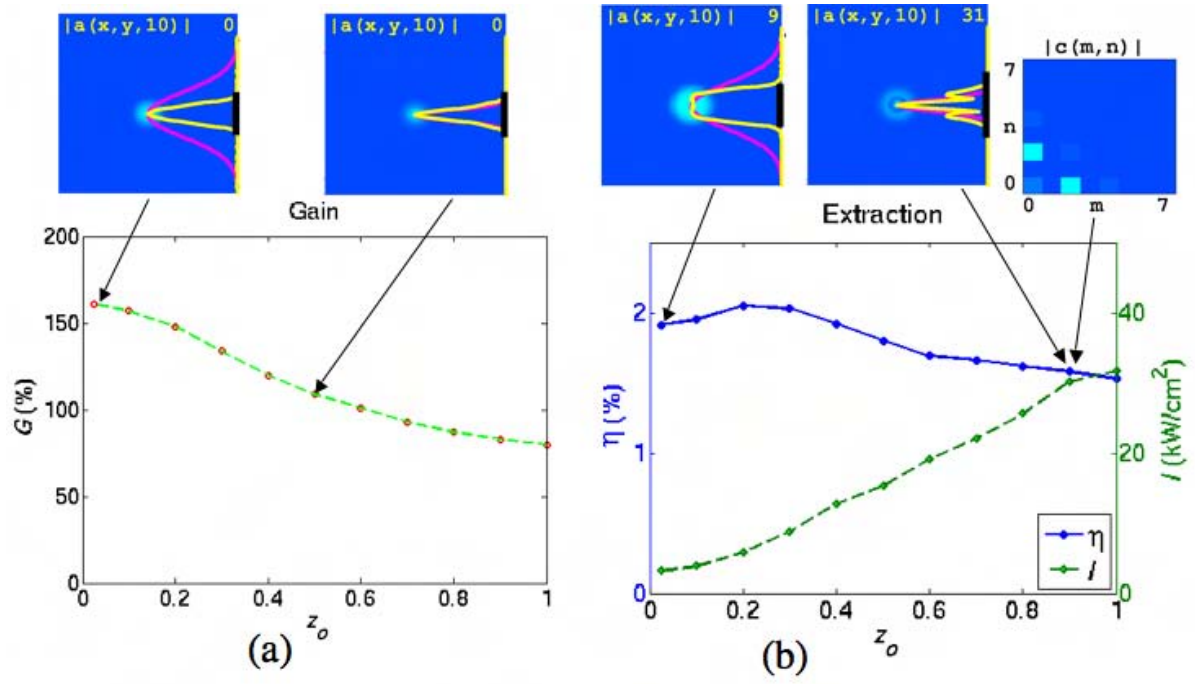 |a(x,y,10)| 0
|a(x,y,10)| 0
Gain
200
150
100
50
0
G (%)
0 0.2 0.4 0.6 0.8 1
z_o
(a)
|a(x,y,10)| 9
|a(x,y,10)| 31
|c(m,n)|
7
n
0
0 m 7
Extraction
2
1
0
η (%)
40
20
0
I (kW/cm²)
η
I
0 0.2 0.4 0.6 0.8 1
z_o
(b)